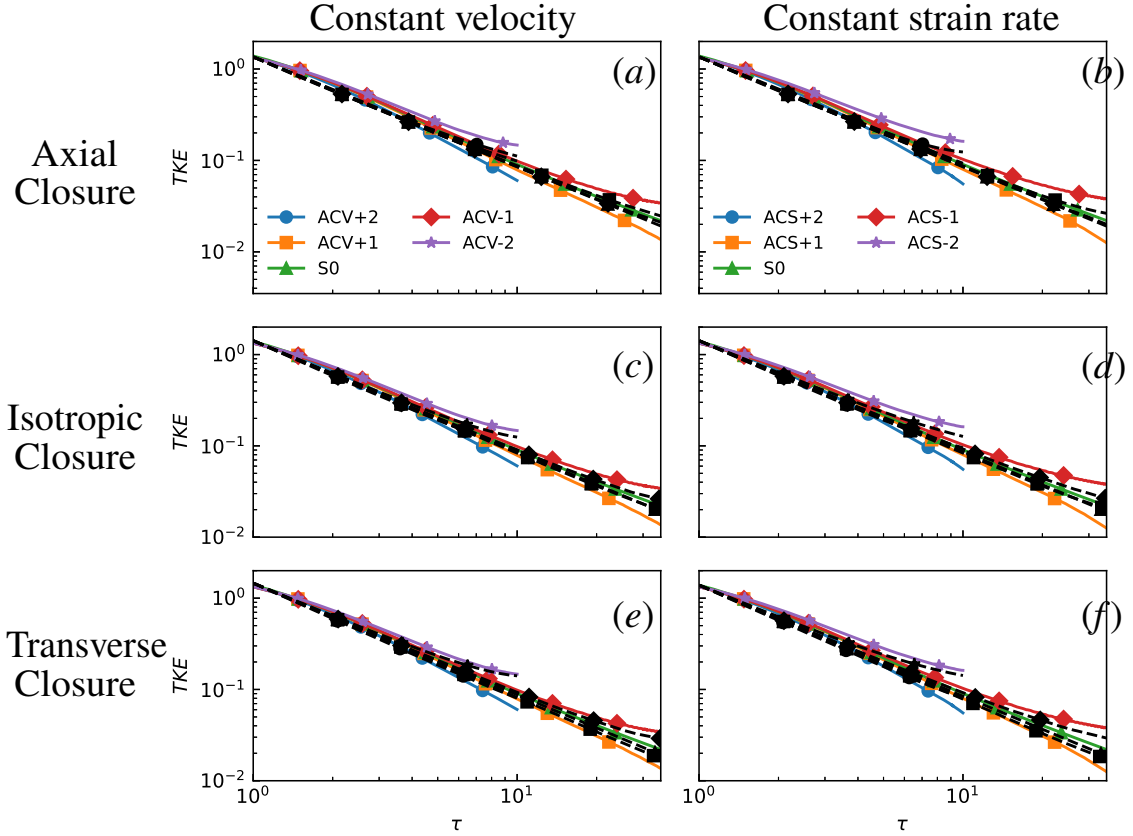 Constant velocity Constant strain rate
Axial
Closure
TKE
10⁰
10⁻¹
10⁻²
(a)
ACV+2
ACV+1
S0
ACV-1
ACV-2
(b)
ACS+2
ACS+1
S0
ACS-1
ACS-2
Isotropic
Closure
TKE
10⁰
10⁻¹
10⁻²
(c)
(d)
Transverse
Closure
TKE
10⁰
10⁻¹
10⁻²
(e)
(f)
10⁰ 10¹ 10⁰ 10¹
τ τ